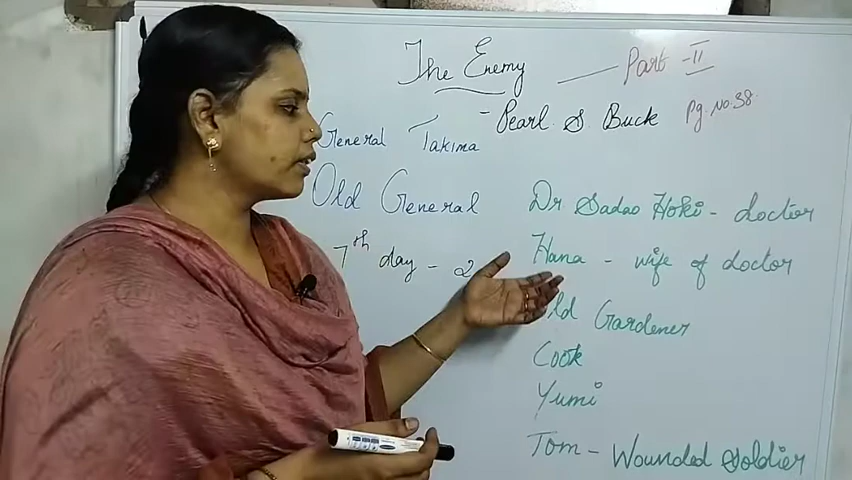 The Enemy — Part - II
- Pearl S Buck Pg. No. 38
General Takima
Old General
7th day - 2
Dr Sadao Hoki - doctor
Hana - wife of doctor
Old Gardener
Cook
Yumi
Tom - Wounded Soldier